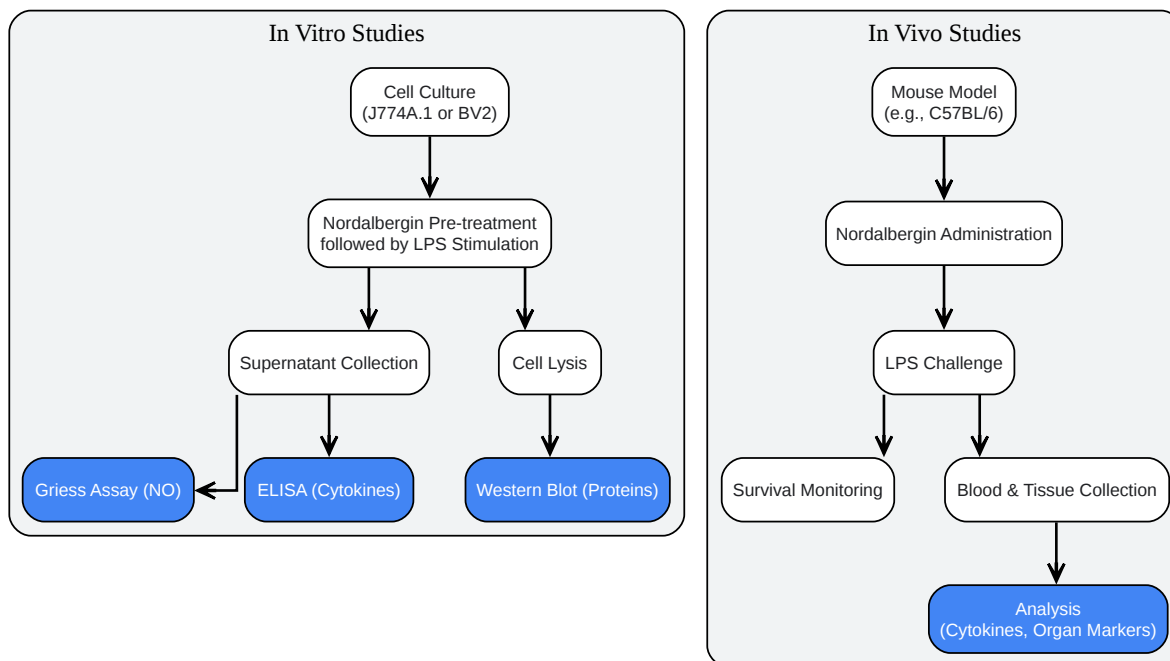 In Vitro Studies
Cell Culture
(J774A.1 or BV2)
Nordalbergin Pre-treatment
followed by LPS Stimulation
Supernatant Collection
Cell Lysis
Griess Assay (NO)
ELISA (Cytokines)
Western Blot (Proteins)
In Vivo Studies
Mouse Model
(e.g., C57BL/6)
Nordalbergin Administration
LPS Challenge
Survival Monitoring
Blood & Tissue Collection
Analysis
(Cytokines, Organ Markers)